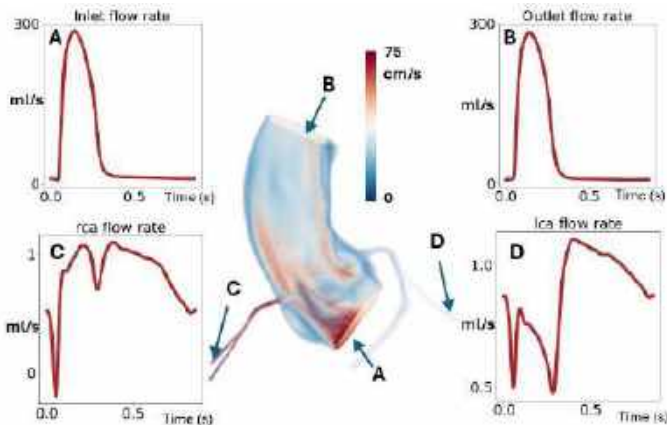 Inlet flow rate
300
A
ml/s
0
0.0 0.5 Time (s)
75
cm/s
0
B
Outlet flow rate
300
B
ml/s
0
0.0 0.5 Time (s)
rca flow rate
1
C
ml/s
0
0.0 0.5 Time (s)
C
D
A
lca flow rate
D
1.0
ml/s
0.5
0.0 0.5 Time (s)